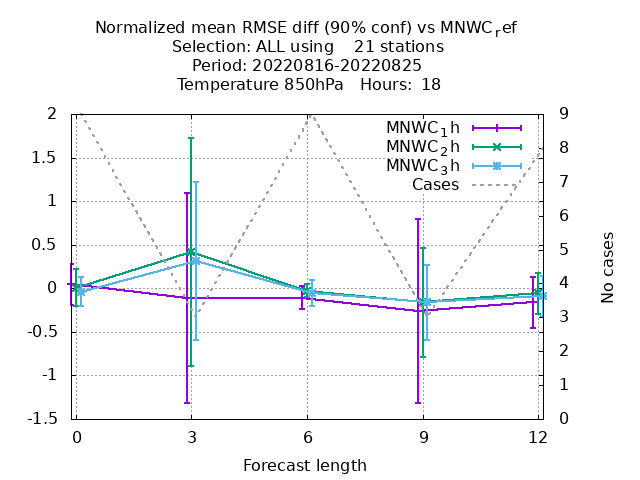 Normalized mean RMSE diff (90% conf) vs MNWC_ref
Selection: ALL using    21 stations
Period: 20220816-20220825
Temperature 850hPa   Hours:  18
MNWC_1h
MNWC_2h
MNWC_3h
Cases
2
1.5
1
0.5
0
-0.5
-1
-1.5
9
8
7
6
5
4
3
2
1
0
No cases
0 3 6 9 12
Forecast length